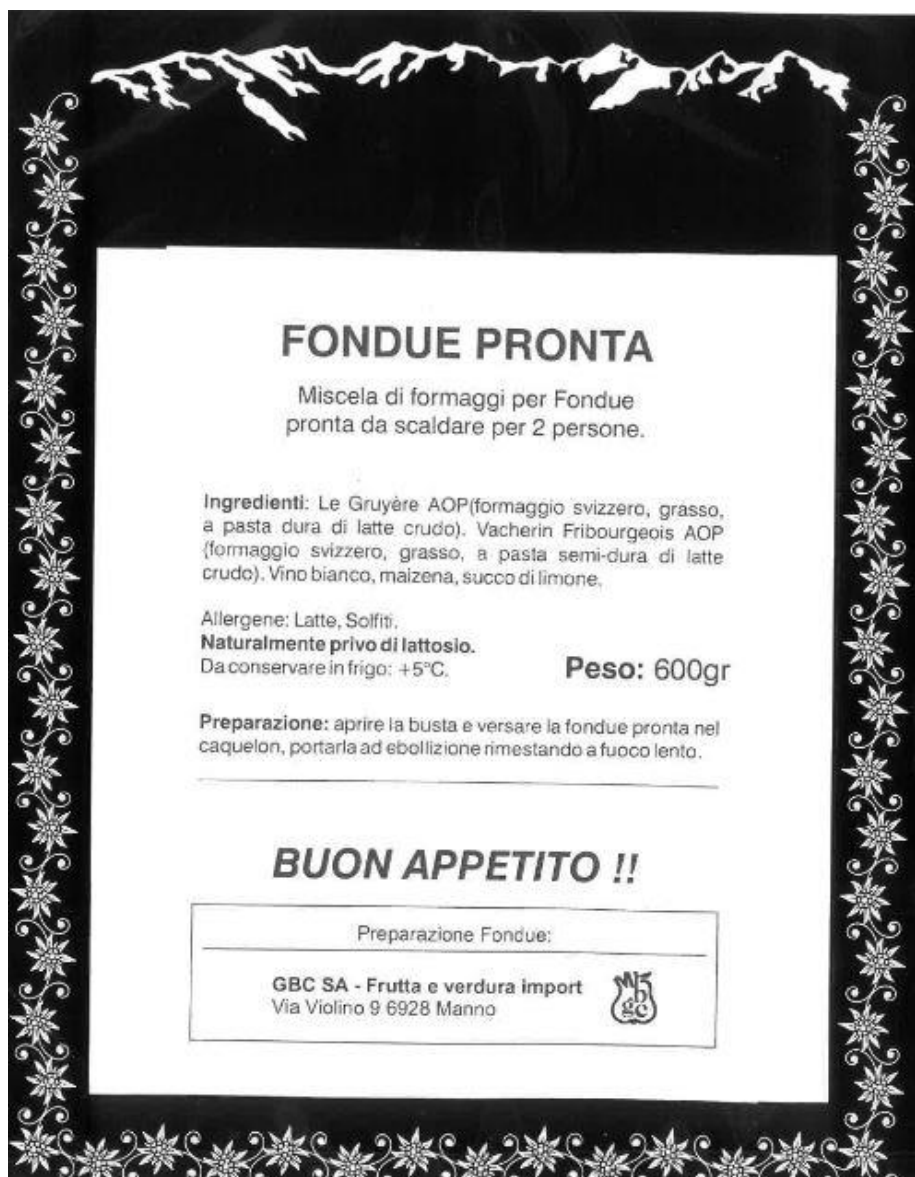 FONDUE PRONTA
Miscela di formaggi per Fondue
pronta da scaldare per 2 persone.
Ingredienti: Le Gruyère AOP(formaggio svizzero, grasso,
a pasta dura di latte crudo). Vacherin Fribourgeois AOP
(formaggio svizzero, grasso, a pasta semi-dura di latte
crudo). Vino bianco, maizena, succo di limone.
Allergene: Latte, Solfiti.
Naturalmente privo di lattosio.
Da conservare in frigo: +5°C.
Peso: 600gr
Preparazione: aprire la busta e versare la fondue pronta nel
caquelon, portarla ad ebollizione rimestando a fuoco lento.
BUON APPETITO !!
Preparazione Fondue:
GBC SA - Frutta e verdura import
Via Violino 9 6928 Manno
gbc